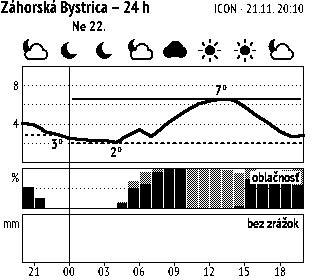 Záhorská Bystrica – 24 h
ICON - 21.11. 20:10
Ne 22.
8
7°
4
3°
2°
%
oblačnosť
mm
bez zrážok
21 00 03 06 09 12 15 18